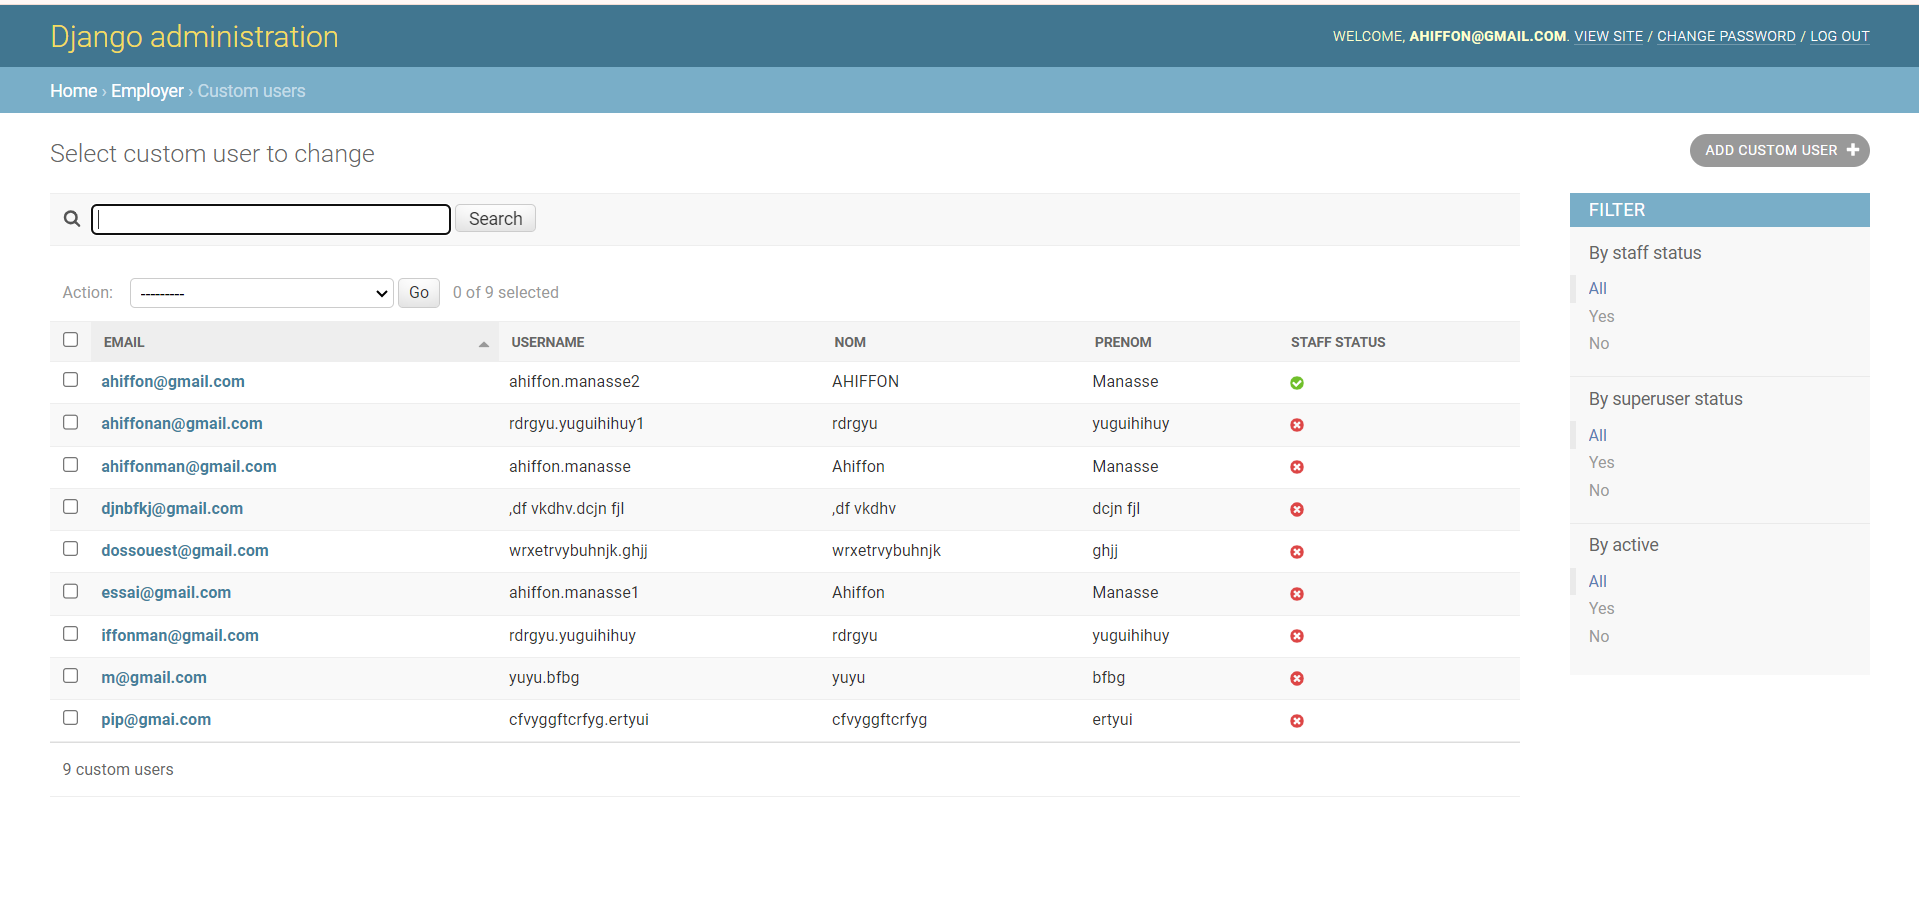 Django administration
WELCOME, AHIFFON@GMAIL.COM. VIEW SITE / CHANGE PASSWORD / LOG OUT
Home › Employer › Custom users
Select custom user to change
ADD CUSTOM USER
Search
Action: --------- Go 0 of 9 selected
EMAIL USERNAME NOM PRENOM STAFF STATUS
ahiffon@gmail.com ahiffon.manasse2 AHIFFON Manasse
ahiffonan@gmail.com rdrgyu.yuguihihuy1 rdrgyu yuguihihuy
ahiffonman@gmail.com ahiffon.manasse Ahiffon Manasse
djnbfkj@gmail.com ,df vkdhv.dcjn fjl ,df vkdhv dcjn fjl
dossouest@gmail.com wrxetrvybuhnjk.ghjj wrxetrvybuhnjk ghjj
essai@gmail.com ahiffon.manasse1 Ahiffon Manasse
iffonman@gmail.com rdrgyu.yuguihihuy rdrgyu yuguihihuy
m@gmail.com yuyu.bfbg yuyu bfbg
pip@gmai.com cfvyggftcrfyg.ertyui cfvyggftcrfyg ertyui
9 custom users
FILTER
By staff status
All
Yes
No
By superuser status
All
Yes
No
By active
All
Yes
No